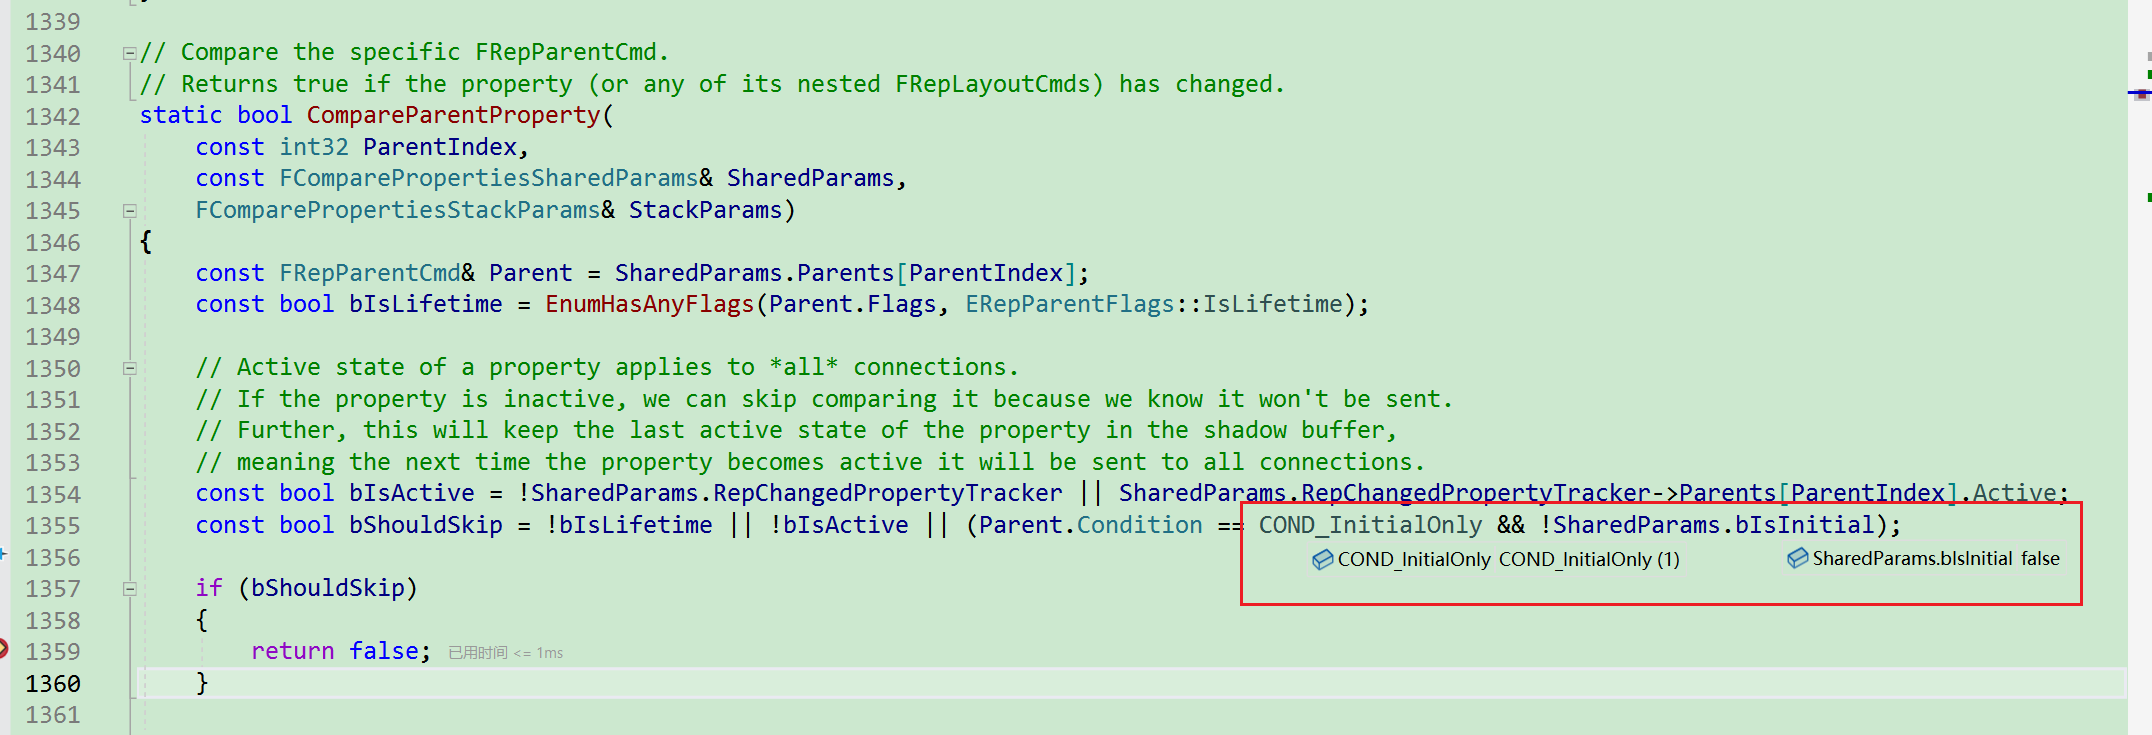 1339
1340 // Compare the specific FRepParentCmd.
1341 // Returns true if the property (or any of its nested FRepLayoutCmds) has changed.
1342 static bool CompareParentProperty(
1343     const int32 ParentIndex,
1344     const FComparePropertiesSharedParams& SharedParams,
1345     FComparePropertiesStackParams& StackParams)
1346 {
1347     const FRepParentCmd& Parent = SharedParams.Parents[ParentIndex];
1348     const bool bIsLifetime = EnumHasAnyFlags(Parent.Flags, ERepParentFlags::IsLifetime);
1349
1350     // Active state of a property applies to *all* connections.
1351     // If the property is inactive, we can skip comparing it because we know it won't be sent.
1352     // Further, this will keep the last active state of the property in the shadow buffer,
1353     // meaning the next time the property becomes active it will be sent to all connections.
1354     const bool bIsActive = !SharedParams.RepChangedPropertyTracker || SharedParams.RepChangedPropertyTracker->Parents[ParentIndex].Active;
1355     const bool bShouldSkip = !bIsLifetime || !bIsActive || (Parent.Condition == COND_InitialOnly && !SharedParams.bIsInitial);
1356 COND_InitialOnly COND_InitialOnly (1) SharedParams.bIsInitial false
1357     if (bShouldSkip)
1358     {
1359         return false; 已用时间 <= 1ms
1360     }
1361